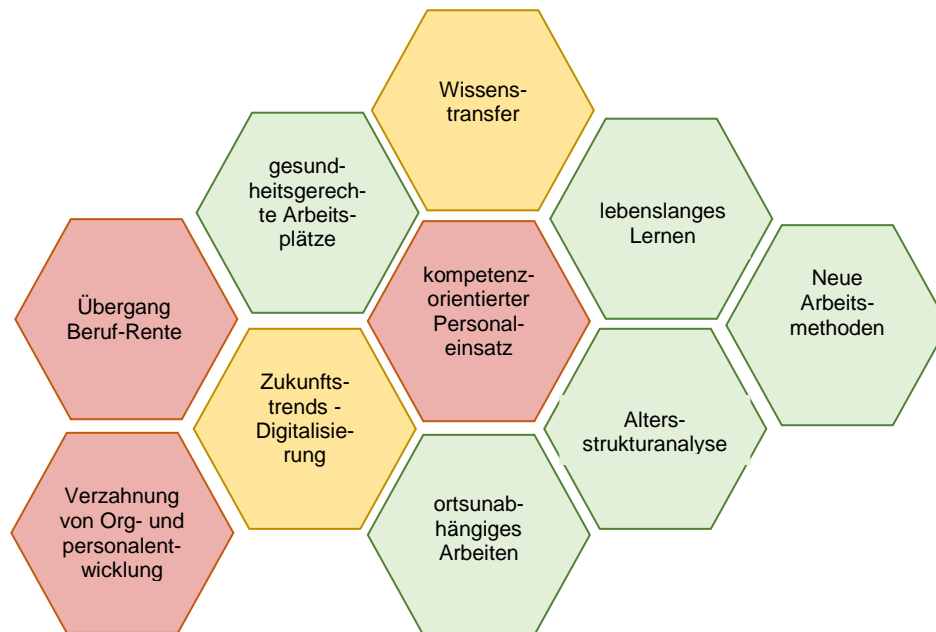 Wissens-
transfer
gesund-
heitsgerech-
te Arbeits-
plätze
lebenslanges
Lernen
Neue
Arbeits-
methoden
Übergang
Beruf-Rente
kompetenz-
orientierter
Personal-
einsatz
Zukunfts-
trends -
Digitalisie-
rung
Alters-
strukturanalyse
Verzahnung
von Org- und
personalent-
wicklung
ortsunab-
hängiges
Arbeiten